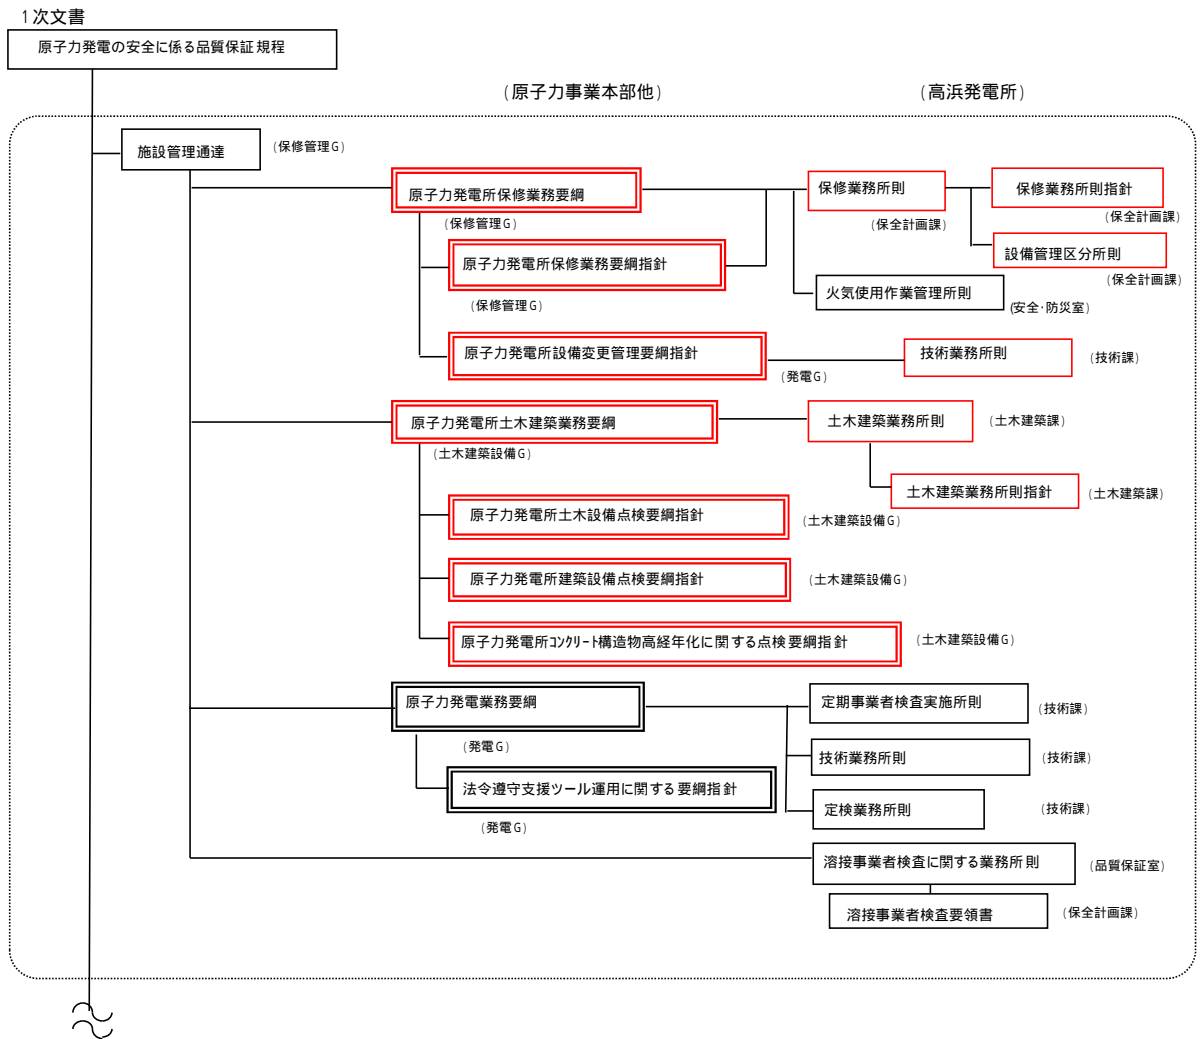 1次文書
原子力発電の安全に係る品質保証規程
(原子力事業本部他)
(高浜発電所)
施設管理通達
(保修管理G)
原子力発電所保修業務要綱
(保修管理G)
保修業務所則
(保全計画課)
保修業務所則指針
(保全計画課)
原子力発電所保修業務要綱指針
(保修管理G)
設備管理区分所則
(保全計画課)
火気使用作業管理所則
(安全・防災室)
原子力発電所設備変更管理要綱指針
(発電G)
技術業務所則
(技術課)
原子力発電所土木建築業務要綱
(土木建築設備G)
土木建築業務所則
(土木建築課)
土木建築業務所則指針
(土木建築課)
原子力発電所土木設備点検要綱指針
(土木建築設備G)
原子力発電所建築設備点検要綱指針
(土木建築設備G)
原子力発電所ｺﾝｸﾘｰﾄ構造物高経年化に関する点検要綱指針
(土木建築設備G)
原子力発電業務要綱
(発電G)
定期事業者検査実施所則
(技術課)
技術業務所則
(技術課)
法令遵守支援ツール運用に関する要綱指針
(発電G)
定検業務所則
(技術課)
溶接事業者検査に関する業務所則
(品質保証室)
溶接事業者検査要領書
(保全計画課)